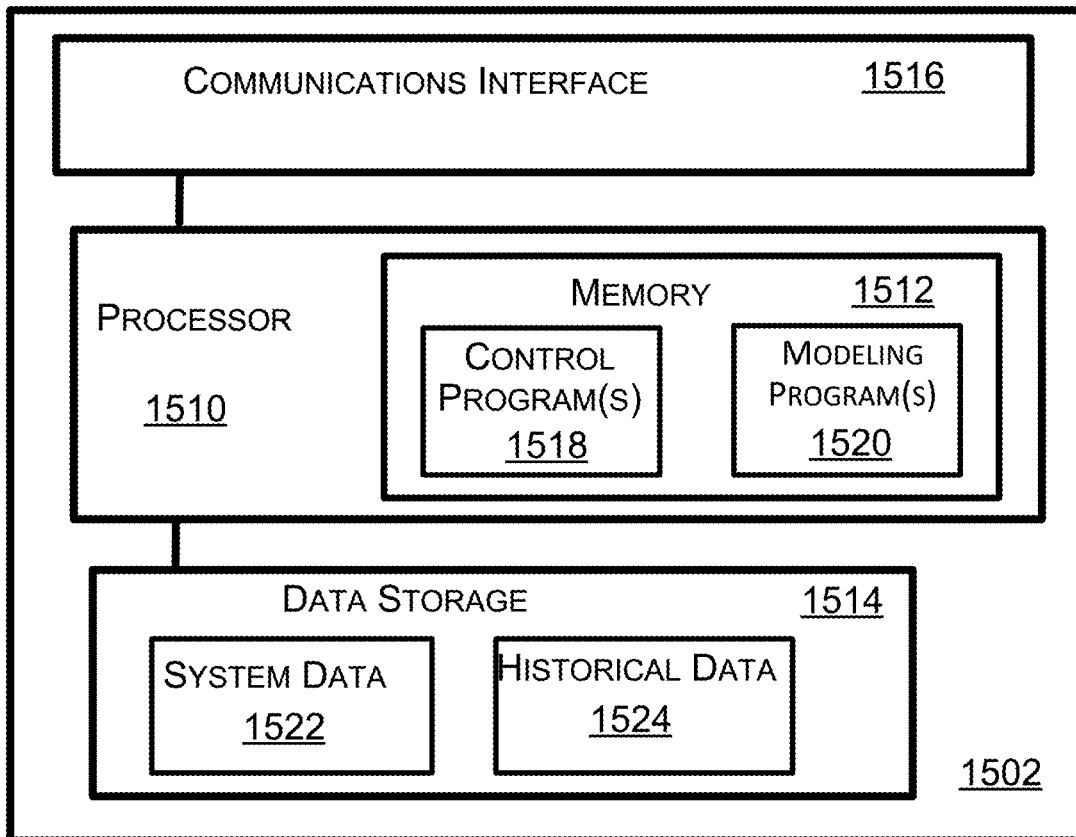 COMMUNICATIONS INTERFACE 1516
PROCESSOR
1510
MEMORY 1512
CONTROL
PROGRAM(S)
1518
MODELING
PROGRAM(S)
1520
DATA STORAGE 1514
SYSTEM DATA
1522
HISTORICAL DATA
1524
1502